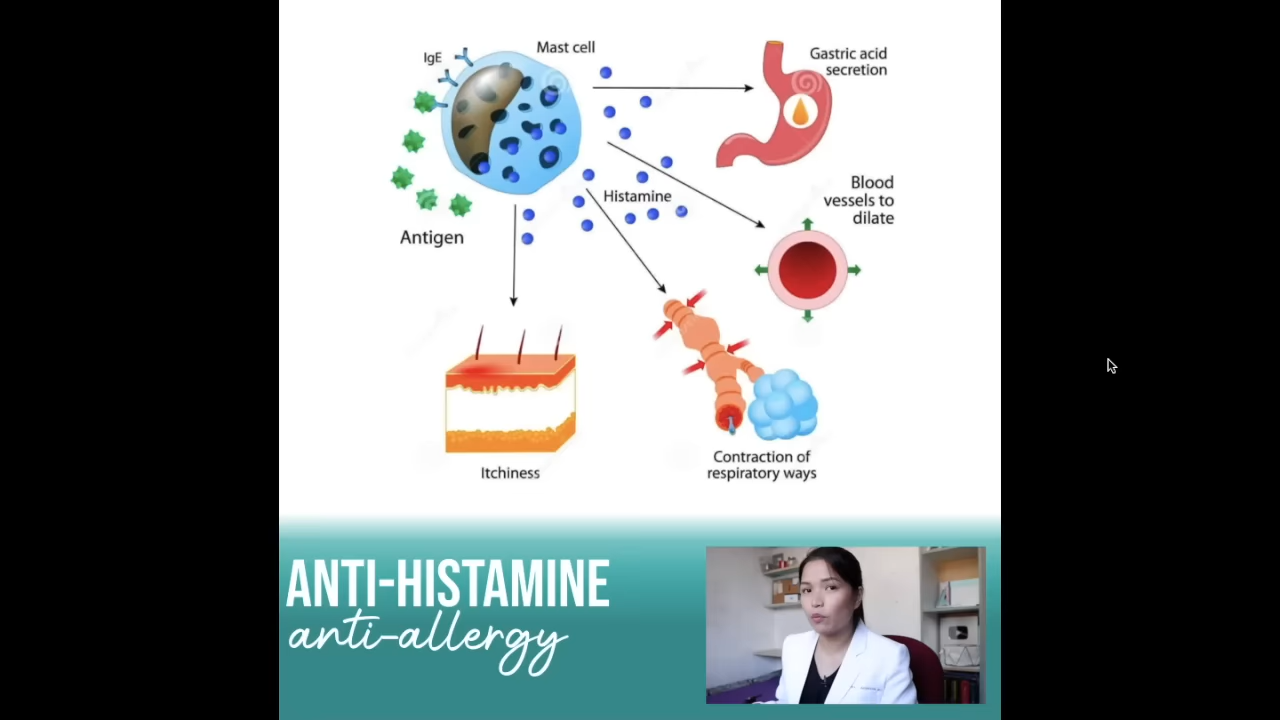 IgE
Mast cell
Gastric acid
secretion
Blood
vessels to
dilate
Histamine
Antigen
Itchiness
Contraction of
respiratory ways
ANTI-HISTAMINE
anti-allergy